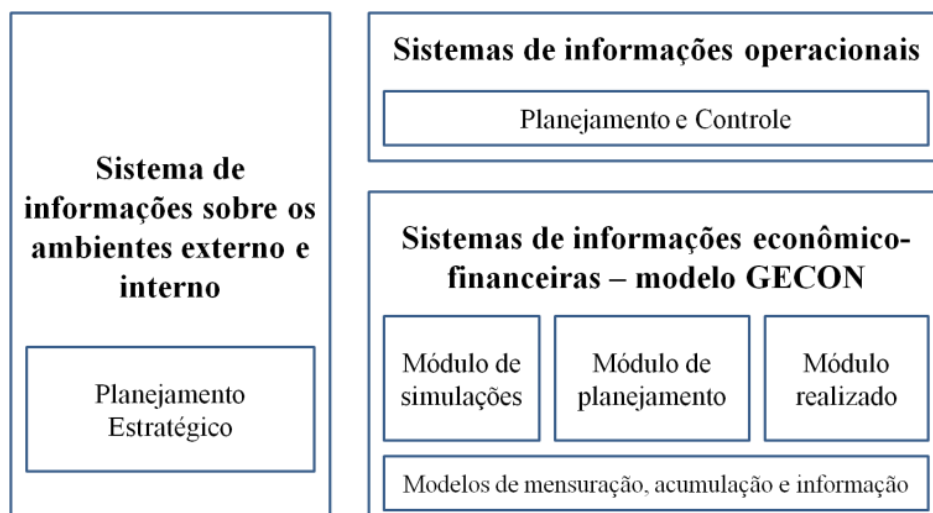 Sistema de
informações sobre os
ambientes externo e
interno
Planejamento
Estratégico
Sistemas de informações operacionais
Planejamento e Controle
Sistemas de informações econômico-
financeiras – modelo GECON
Módulo de
simulações
Módulo de
planejamento
Módulo
realizado
Modelos de mensuração, acumulação e informação